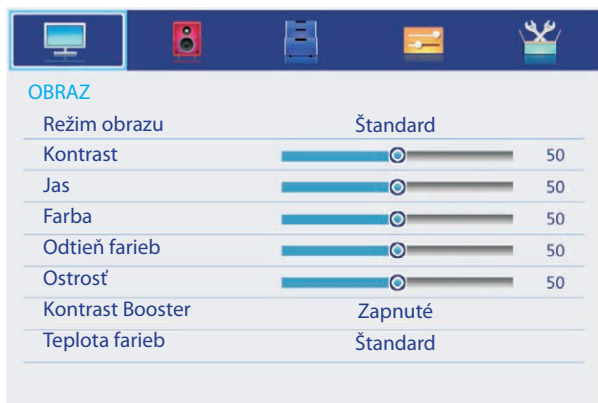 OBRAZ
Režim obrazu Štandard
Kontrast 50
Jas 50
Farba 50
Odtieň farieb 50
Ostrosť 50
Kontrast Booster Zapnuté
Teplota farieb Štandard